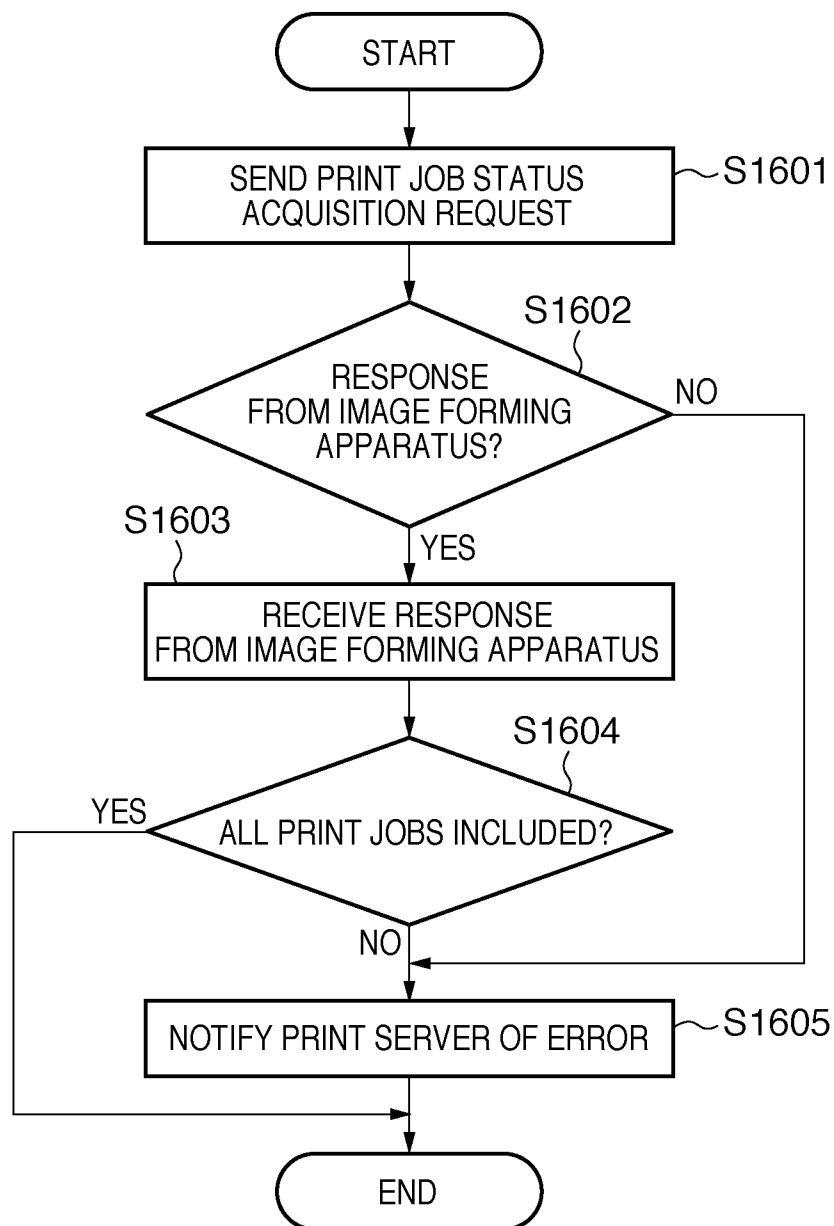 START
S1601
SEND PRINT JOB STATUS
ACQUISITION REQUEST
S1602
RESPONSE
FROM IMAGE FORMING
APPARATUS?
NO
YES
S1603
RECEIVE RESPONSE
FROM IMAGE FORMING APPARATUS
S1604
YES
ALL PRINT JOBS INCLUDED?
NO
NOTIFY PRINT SERVER OF ERROR
S1605
END